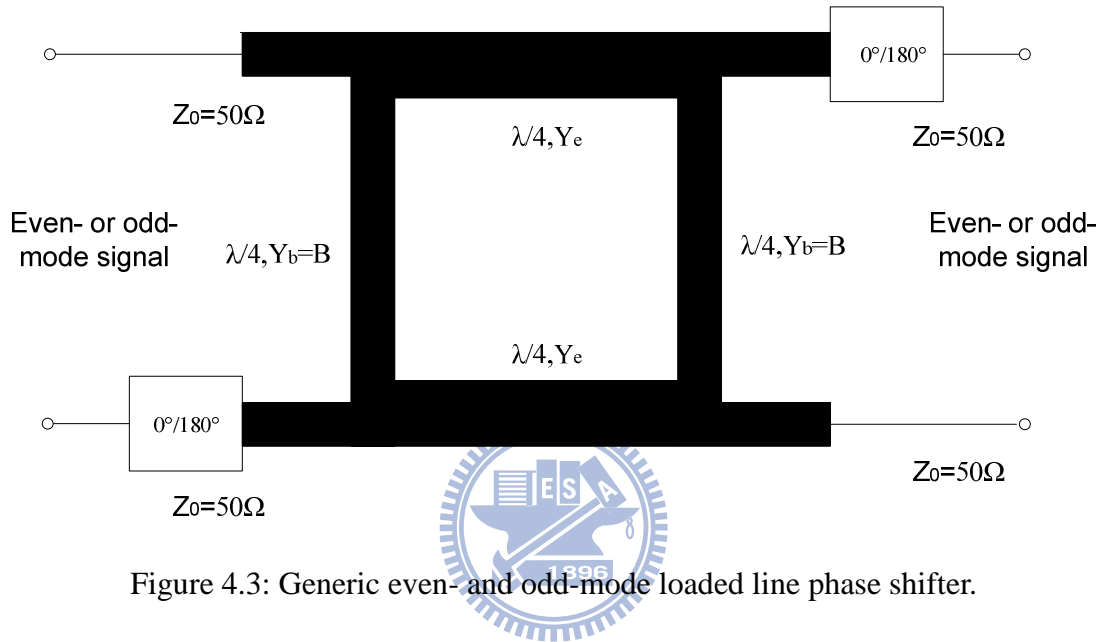 0°/180°
Z0=50Ω
Z0=50Ω
λ/4,Ye
Even- or odd-
mode signal
Even- or odd-
mode signal
λ/4,Yb=B
λ/4,Yb=B
λ/4,Ye
0°/180°
Z0=50Ω
Z0=50Ω
E S A
1896
Figure 4.3: Generic even- and odd-mode loaded line phase shifter.